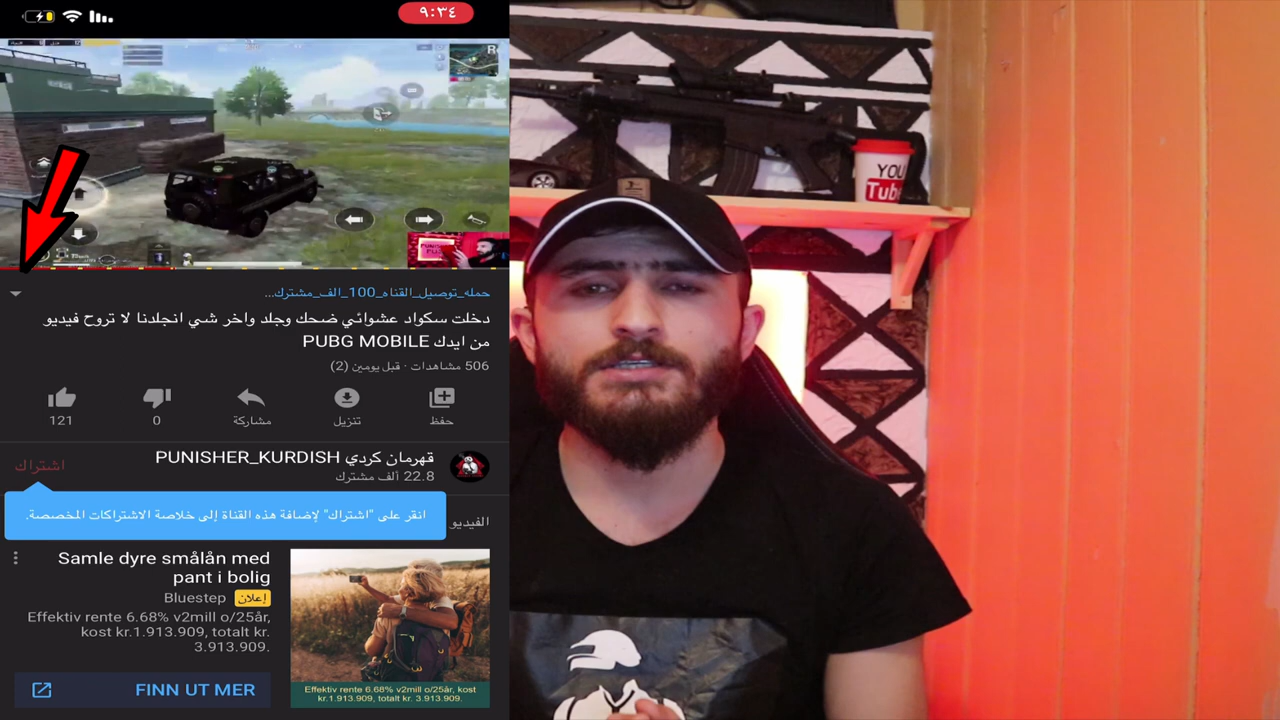 ٩:٣٤
حمله_توصيل_القناه_100_الف_مشترك...
دخلت سكواد عشوائي ضحك وجلد واخر شي انجلدنا لا تروح فيديو
من ايدك PUBG MOBILE
506 مشاهدات · قبل يومين (2)
121
0
مشاركة
تنزيل
حفظ
قهرمان كردي PUNISHER_KURDISH
22.8 ألف مشترك
اشتراك
انقر على "اشتراك" لإضافة هذه القناة إلى خلاصة الاشتراكات المخصصة.
الفيديو
Samle dyre smålån med
pant i bolig
Bluestep إعلان
Effektiv rente 6.68% v2mill o/25år,
kost kr.1.913.909, totalt kr.
3.913.909.
FINN UT MER
Effektiv rente 6.68% v2mill o/25år, kost
kr.1.913.909, totalt kr. 3.913.909.
YOU
Tube